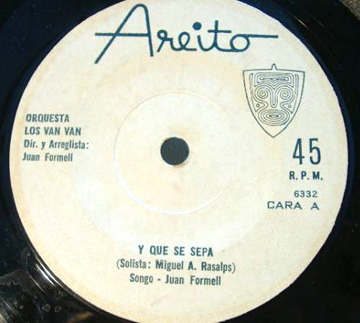 Areito
ORQUESTA
LOS VAN VAN
Dir. y Arreglista:
Juan Formell
45
R.P.M.
6332
CARA A
Y QUE SE SEPA
(Solista: Miguel A. Rasalps)
Songo - Juan Formell